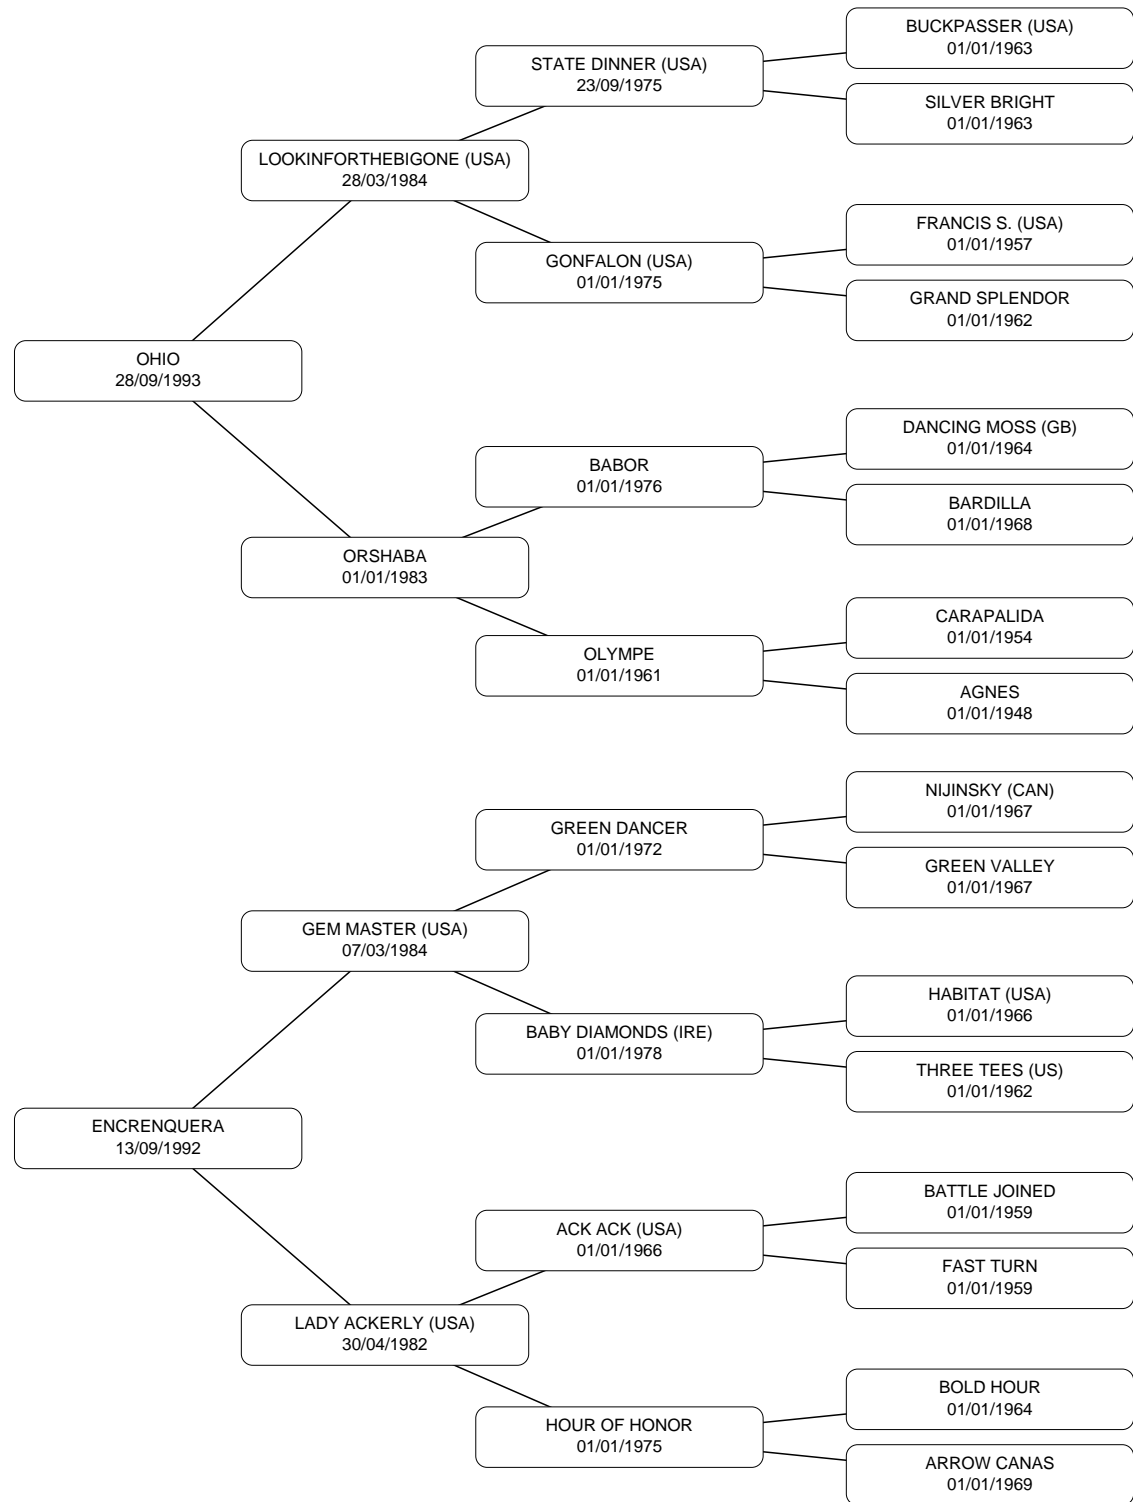 BUCKPASSER (USA)
01/01/1963
STATE DINNER (USA)
23/09/1975
SILVER BRIGHT
01/01/1963
LOOKINFORTHEBIGONE (USA)
28/03/1984
FRANCIS S. (USA)
01/01/1957
GONFALON (USA)
01/01/1975
GRAND SPLENDOR
01/01/1962
OHIO
28/09/1993
DANCING MOSS (GB)
01/01/1964
BABOR
01/01/1976
BARDILLA
01/01/1968
ORSHABA
01/01/1983
CARAPALIDA
01/01/1954
OLYMPE
01/01/1961
AGNES
01/01/1948
NIJINSKY (CAN)
01/01/1967
GREEN DANCER
01/01/1972
GREEN VALLEY
01/01/1967
GEM MASTER (USA)
07/03/1984
HABITAT (USA)
01/01/1966
BABY DIAMONDS (IRE)
01/01/1978
THREE TEES (US)
01/01/1962
ENCRENQUERA
13/09/1992
BATTLE JOINED
01/01/1959
ACK ACK (USA)
01/01/1966
FAST TURN
01/01/1959
LADY ACKERLY (USA)
30/04/1982
BOLD HOUR
01/01/1964
HOUR OF HONOR
01/01/1975
ARROW CANAS
01/01/1969